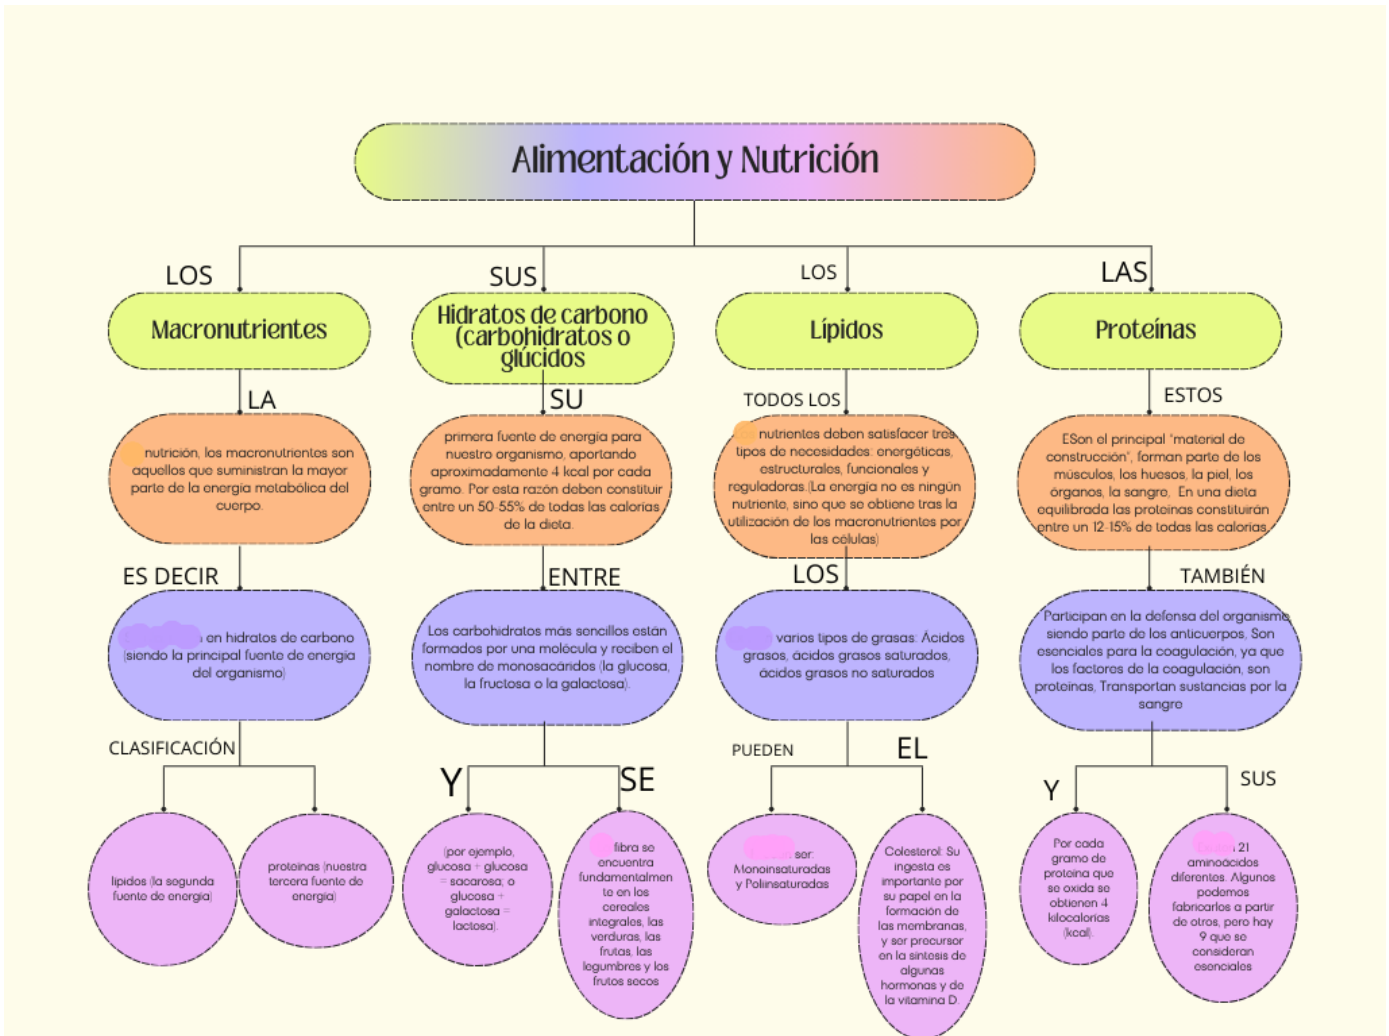 Alimentación y Nutrición
LOS
Macronutrientes
LA
nutrición, los macronutrientes son
aquellos que suministran la mayor
parte de la energía metabólica del
cuerpo.
ES DECIR
en hidratos de carbono
(siendo la principal fuente de energía
del organismo)
CLASIFICACIÓN
lípidos (la segunda
fuente de energía)
proteínas (nuestra
tercera fuente de
energía)
SUS
Hidratos de carbono
(carbohidratos o
glúcidos
SU
primera fuente de energía para
nuestro organismo, aportando
aproximadamente 4 kcal por cada
gramo. Por esta razón deben constituir
entre un 50-55% de todas las calorías
de la dieta.
ENTRE
Los carbohidratos más sencillos están
formados por una molécula y reciben el
nombre de monosacáridos (la glucosa,
la fructosa o la galactosa).
Y
(por ejemplo,
glucosa + glucosa
= sacarosa; o
glucosa +
galactosa =
lactosa).
SE
fibra se
encuentra
fundamentalmen
te en los
cereales
integrales, las
verduras, las
frutas, las
legumbres y los
frutos secos
LOS
Lípidos
TODOS LOS
nutrientes deben satisfacer tres
tipos de necesidades: energéticas,
estructurales, funcionales y
reguladoras.(La energía no es ningún
nutriente, sino que se obtiene tras la
utilización de los macronutrientes por
las células)
LOS
varios tipos de grasas: Ácidos
grasos, ácidos grasos saturados,
ácidos grasos no saturados
PUEDEN
ser:
Monoinsaturadas
y Poliinsaturadas
EL
Colesterol: Su
ingesta es
importante por
su papel en la
formación de
las membranas,
y ser precursor
en la síntesis de
algunas
hormonas y de
la vitamina D.
LAS
Proteínas
ESTOS
ESon el principal "material de
construcción", forman parte de los
músculos, los huesos, la piel, los
órganos, la sangre, En una dieta
equilibrada las proteínas constituirán
entre un 12-15% de todas las calorías.
TAMBIÉN
Participan en la defensa del organismo
siendo parte de los anticuerpos, Son
esenciales para la coagulación, ya que
los factores de la coagulación, son
proteínas, Transportan sustancias por la
sangre
Y
Por cada
gramo de
proteína que
se oxida se
obtienen 4
kilocalorías
(kcal).
SUS
21
aminoácidos
diferentes. Algunos
podemos
fabricarlos a partir
de otros, pero hay
9 que se
consideran
esenciales